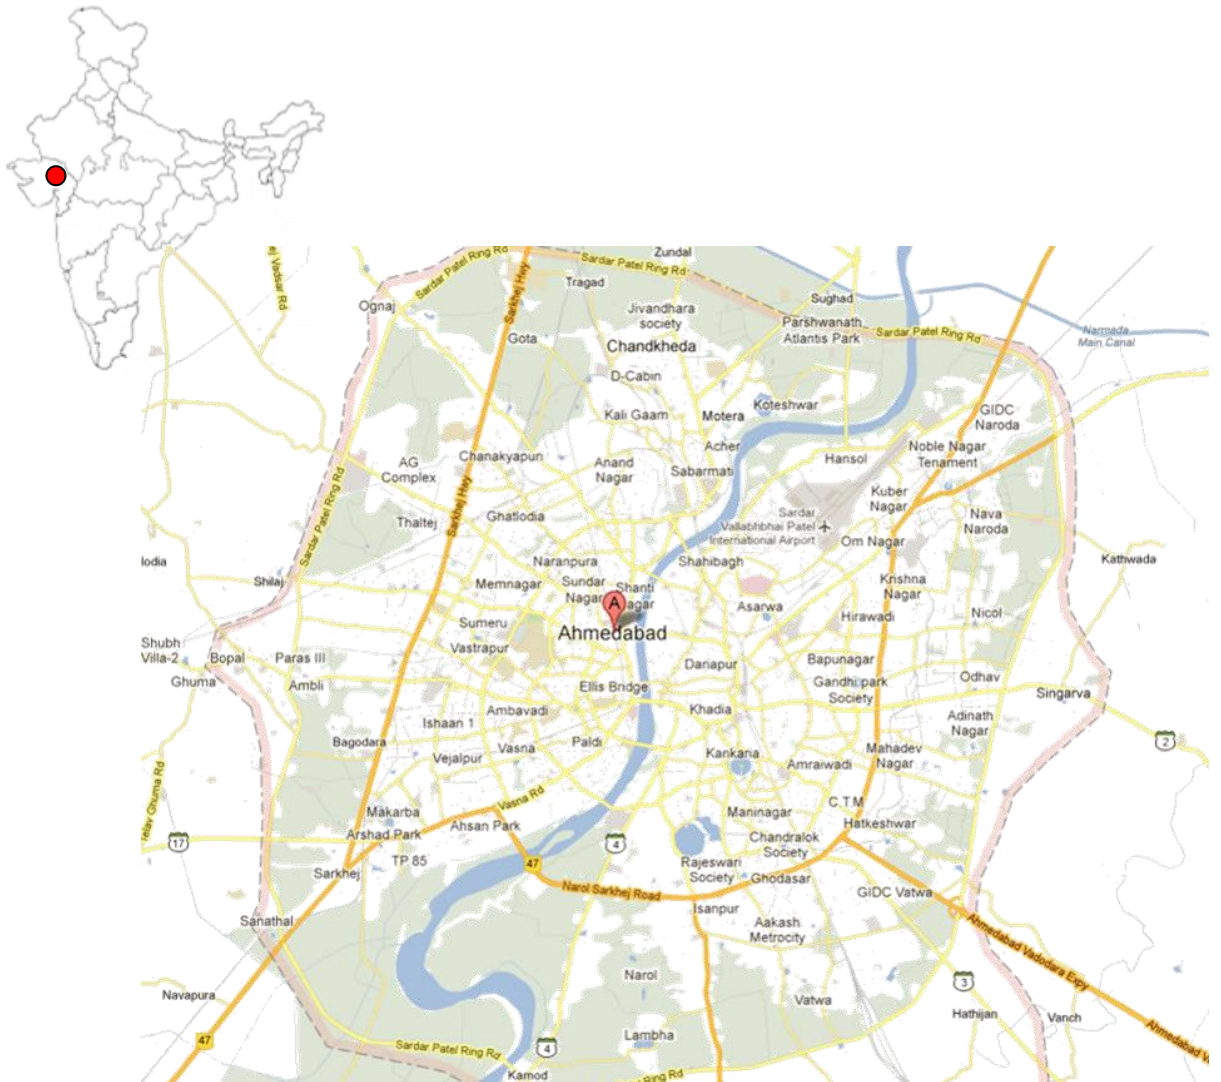 Zundal
Sardar Patel Ring Rd
Sardar Patel Ring Rd
Vadsar Rd
Sarkhej Hwy
Tragad
Ognaj
Sughad
Jivandhara
society
Parshwanath
Atlantis Park
Sardar Patel Ring Rd
Narmada
Main Canal
Gota
Chandkheda
D-Cabin
Kali Gaam
Motera
Koteshwar
GIDC
Naroda
Acher
Noble Nagar
Tenament
Chanakyapuri
Anand
Nagar
Sabarmati
Hansol
AG
Complex
Sardar Patel Ring Rd
Sarkhej Hwy
Kuber
Nagar
Thaltej
Ghatlodia
Sardar
Vallabhbhai Patel
International Airport
Nava
Naroda
Om Nagar
lodia
Naranpura
Shahibagh
Kathwada
Shilaj
Memnagar
Sundar
Nagar
Shanti
Nagar
Krishna
Nagar
A
Asarwa
Hirawadi
Nicol
Sumeru
Ahmedabad
Shubh
Villa-2
Bopal
Paras III
Vastrapur
Dariapur
Bapunagar
Ghuma
Ambli
Ellis Bridge
Gandhi park
Society
Odhav
Singarva
Ishaan 1
Ambavadi
Khadia
Adinath
Nagar
Bagodara
Vasna
Paldi
Kankana
Mahadev
Nagar
2
Vejalpur
Amraiwadi
Telav Ghuma Rd
Vasna Rd
Makarba
Maninagar
C.T.M
Arshad Park
Ahsan Park
Hatkeshwar
17
4
Chandralok
Society
TP 85
47
Rajeswari
Society
Sarkhej
Narol Sarkhej Road
Ghodasar
GIDC Vatwa
Isanpur
Sanathal
Aakash
Metrocity
Ahmedabad Vadodara Expy
Narol
3
Navapura
Vatwa
Hathijan
Vanch
47
Lambha
Ahmedabad Va
Sardar Patel Ring Rd
4
Kamod
Ring Rd